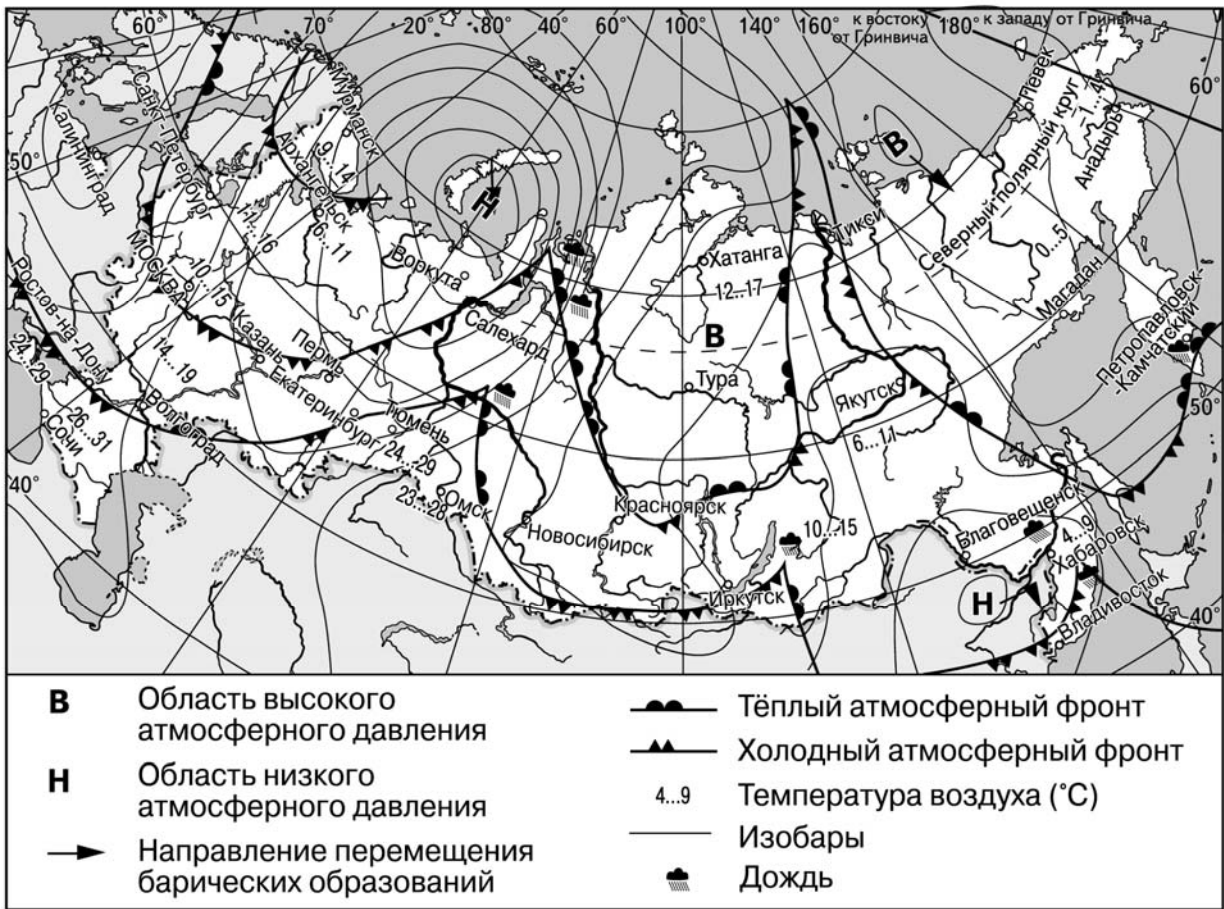 60° 70° 80° 20° 40° 60° 80° 100° 140° 160° 180°
к востоку от Гринвича
к западу от Гринвича
60°
50°
40°
50°
40°
Калининград
Санкт-Петербург
Мурманск
Архангельск
9...14
11...16
6...11
МОСКВА
10...15
Воркута
Н
Ростов-на-Дону
24...29
Казань
Пермь
14...19
Салехард
Екатеринбург
Тюмень
24...29
Волгоград
26...31
Сочи
23...28
Омск
Новосибирск
Красноярск
Иркутск
10...15
Хатанга
12...17
В
Тура
Якутск
6...11
Тикси
В
Северный полярный круг
Певек
-1...4
Анадырь
0...5
Магадан
Петропавловск-
-Камчатский
Благовещенск
4...9
Хабаровск
Н
Владивосток
В Область высокого
атмосферного давления
Н Область низкого
атмосферного давления
Направление перемещения
барических образований
Тёплый атмосферный фронт
Холодный атмосферный фронт
4...9 Температура воздуха (°С)
Изобары
Дождь